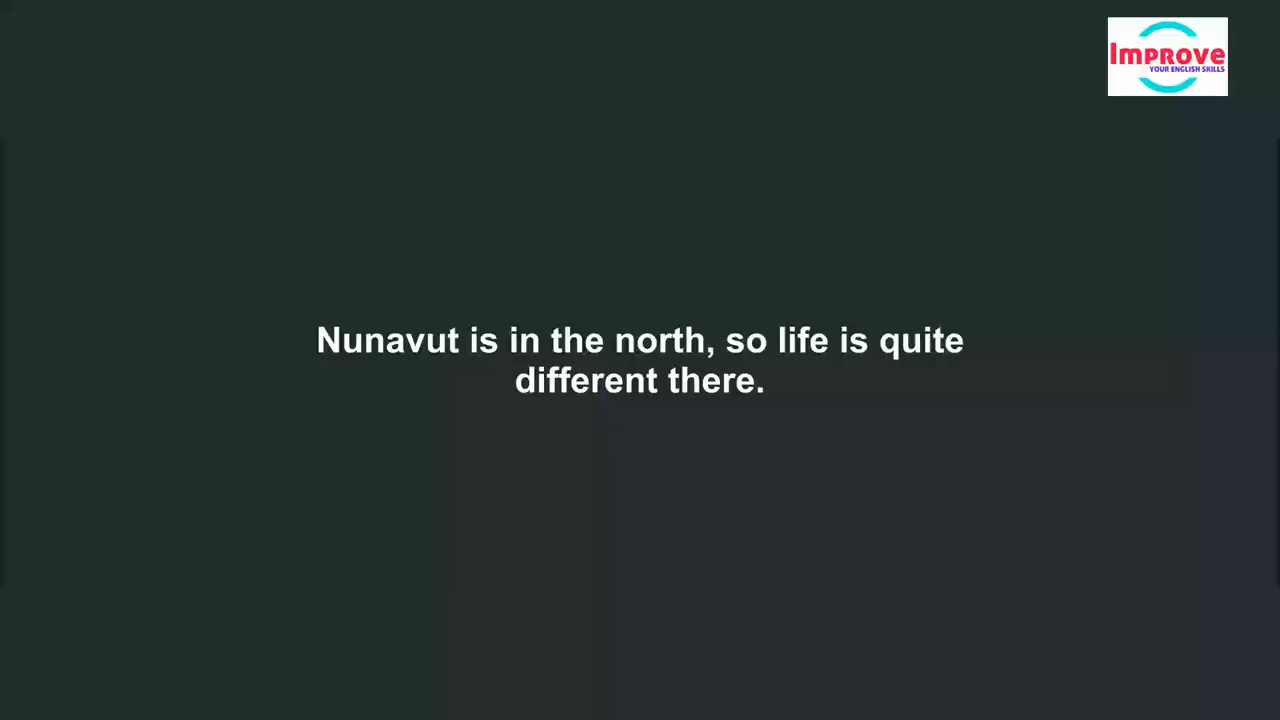 Improve
YOUR ENGLISH SKILLS
Nunavut is in the north, so life is quite
different there.